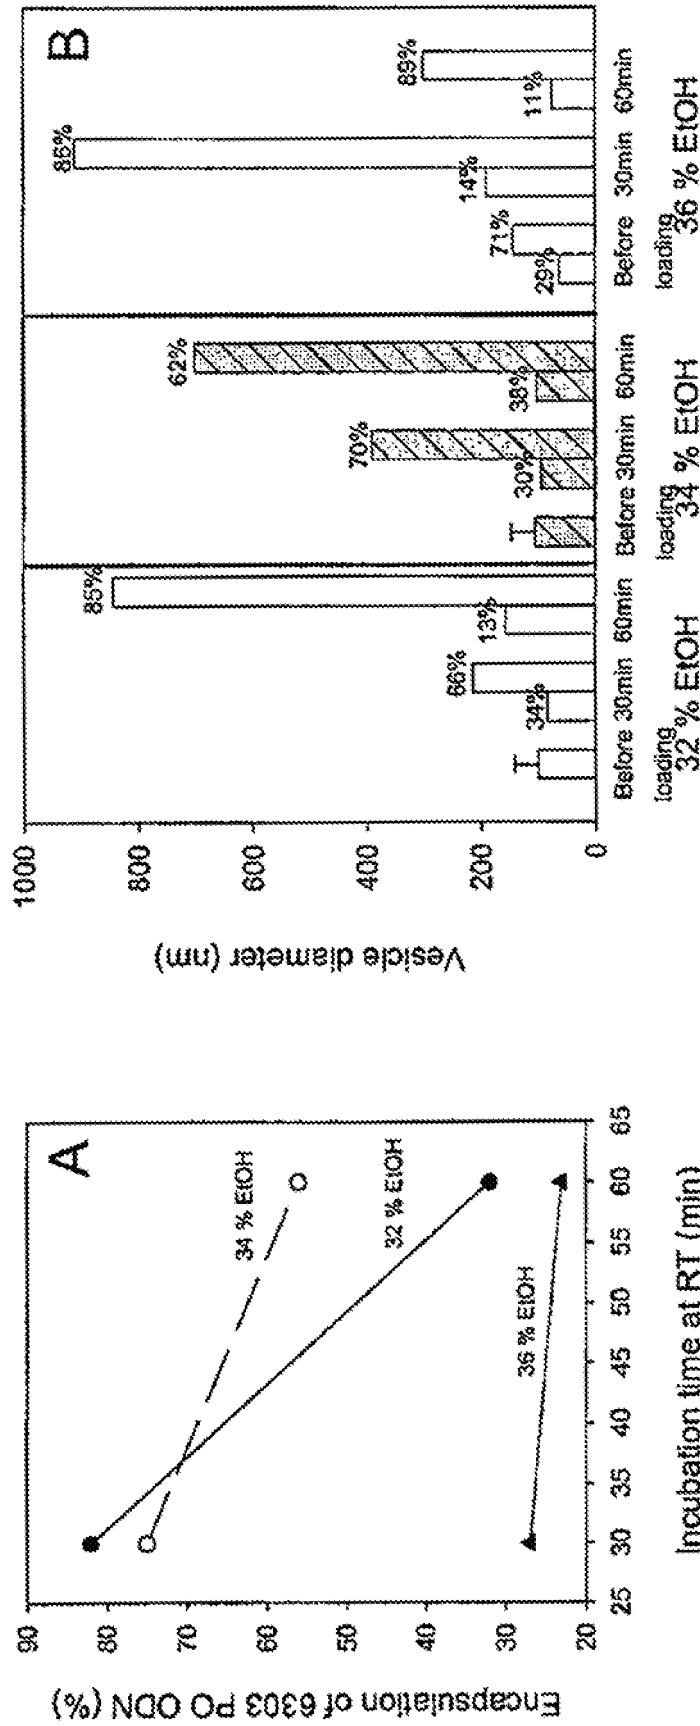 A
Encapsulation of 6303 PO ODN (%)
90
80
70
60
50
40
30
20
34 % EtOH
32 % EtOH
36 % EtOH
25 30 35 40 45 50 55 60 65
Incubation time at RT (min)
B
Vesicle diameter (nm)
1000
800
600
400
200
0
34%
66%
13%
85%
30%
70%
38%
62%
29%
71%
14%
86%
11%
89%
Before 30min 60min Before 30min 60min Before 30min 60min
loading loading loading
32 % EtOH 34 % EtOH 36 % EtOH